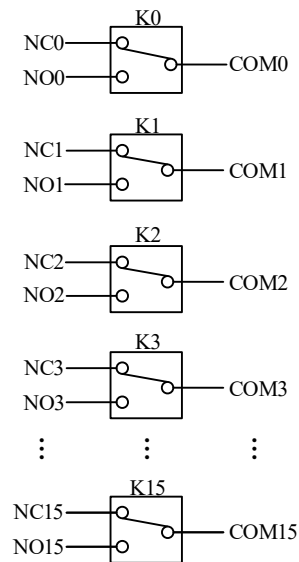 K0
NC0
COM0
NO0
K1
NC1
COM1
NO1
K2
NC2
COM2
NO2
K3
NC3
COM3
NO3
K15
NC15
COM15
NO15